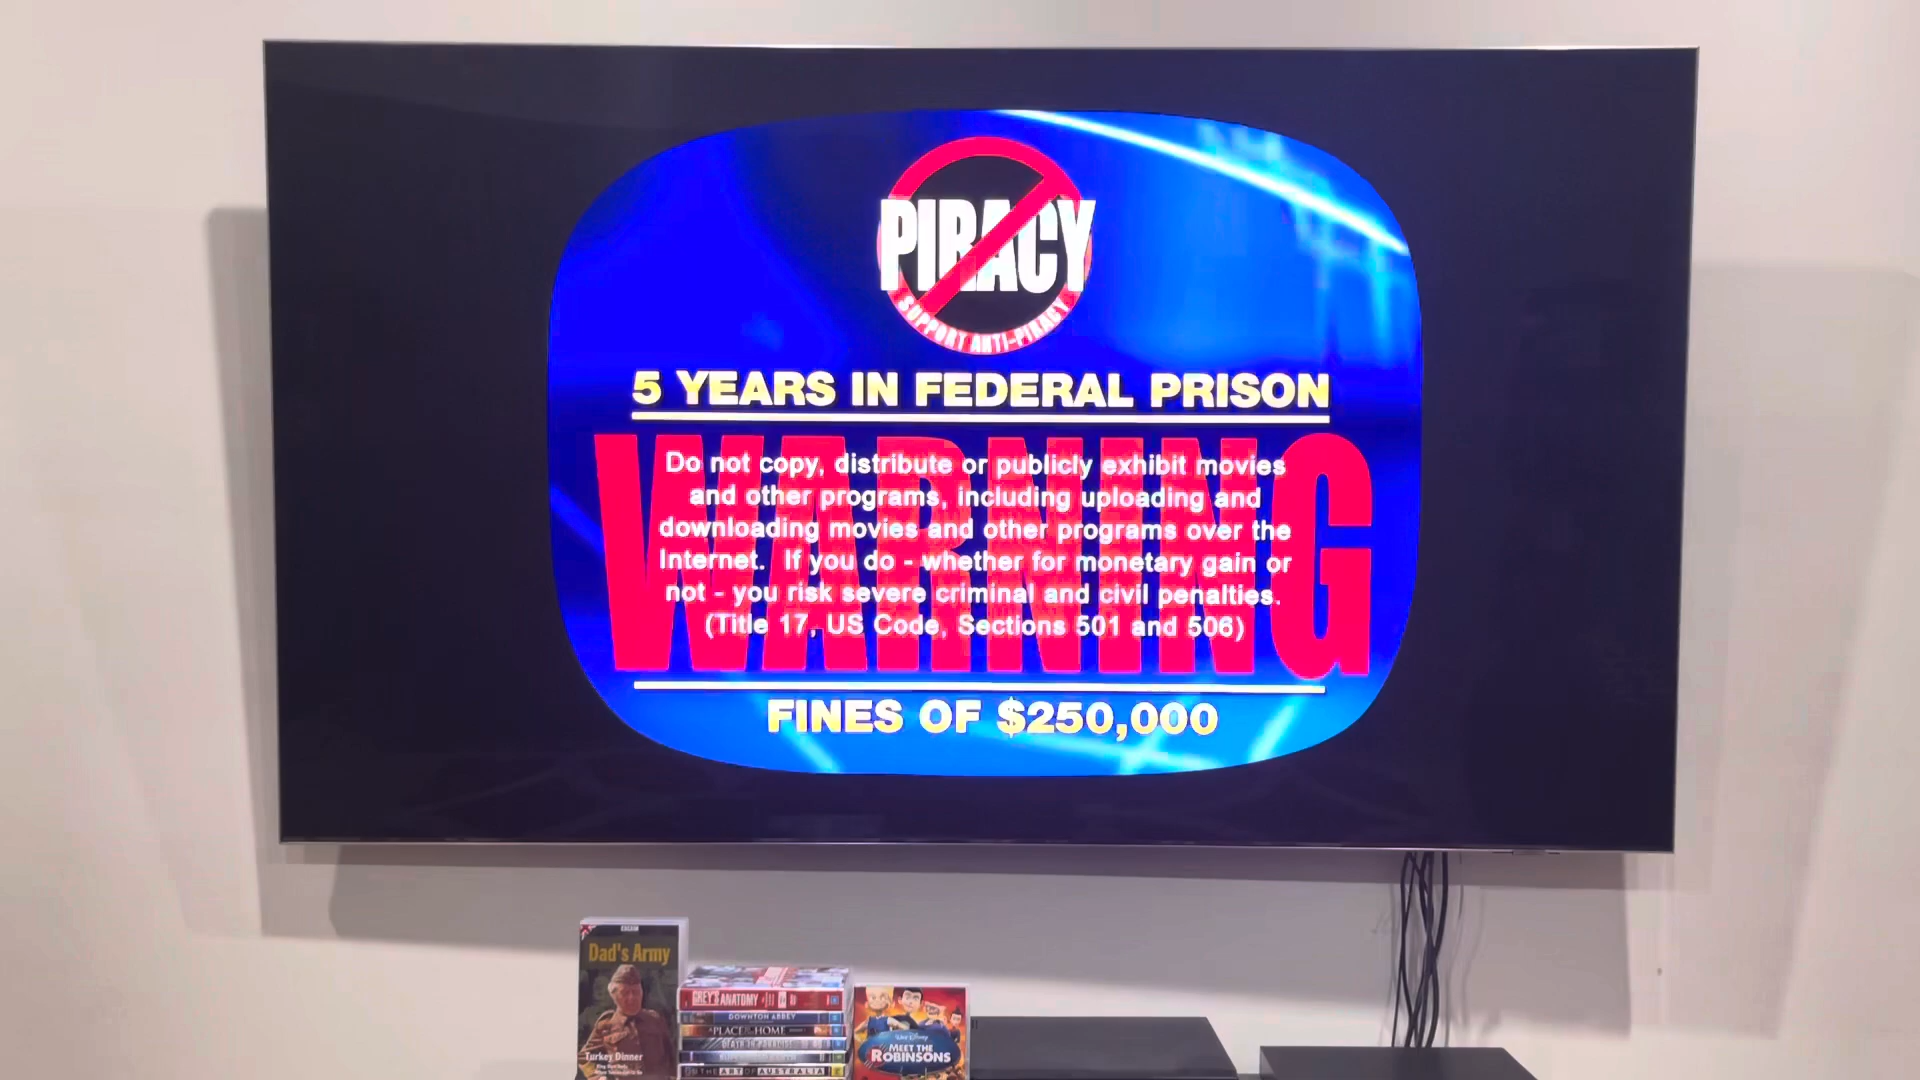 PIRACY
SUPPORT ANTI-PIRACY
5 YEARS IN FEDERAL PRISON
WARNING
Do not copy, distribute or publicly exhibit movies
and other programs, including uploading and
downloading movies and other programs over the
Internet. If you do - whether for monetary gain or
not - you risk severe criminal and civil penalties.
(Title 17, US Code, Sections 501 and 506)
FINES OF $250,000
Dad's Army
Turkey Dinner
GREY'S ANATOMY
DOWNTON ABBEY
A PLACE TO CALL HOME
DEATH IN PARADISE
THE ART OF AUSTRALIA
WALT DISNEY
MEET THE
ROBINSONS